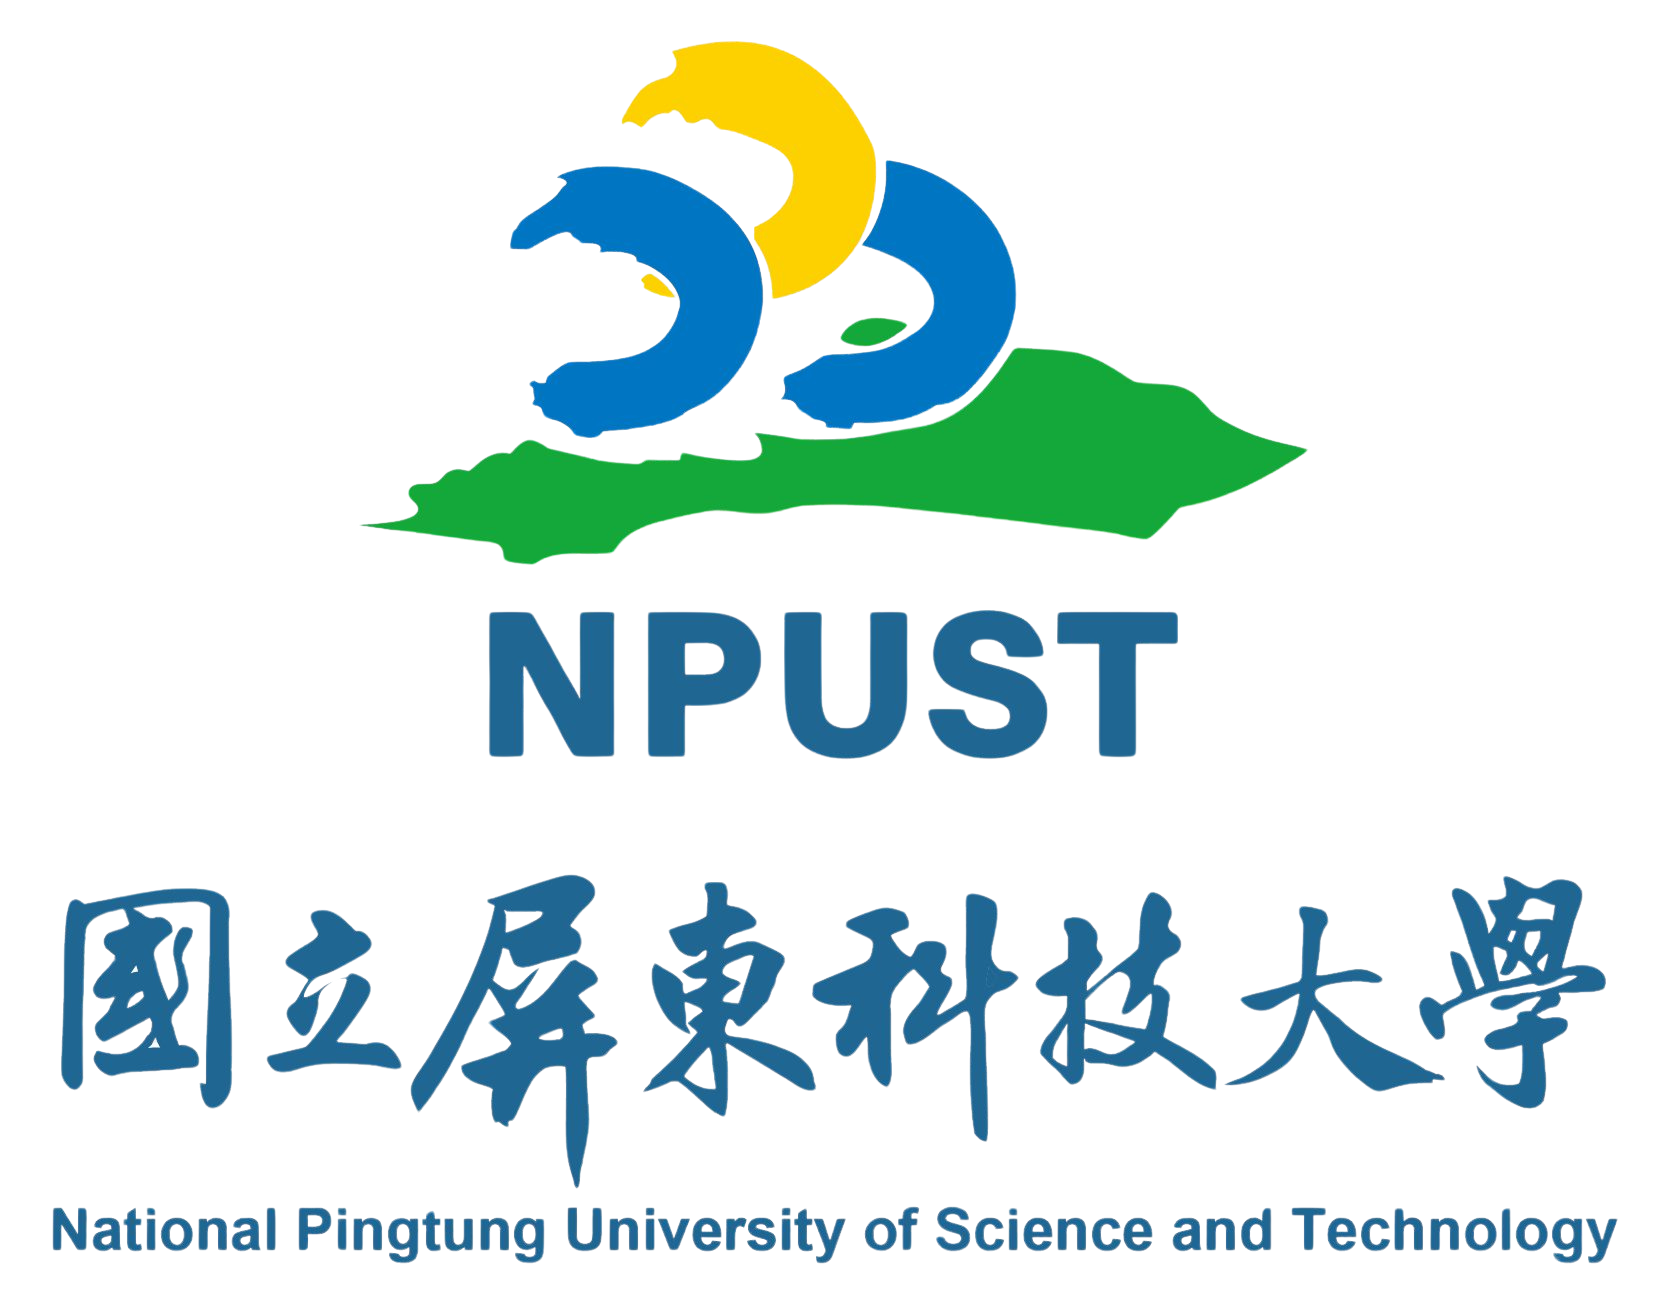 NPUST
國立屏東科技大學
National Pingtung University of Science and Technology